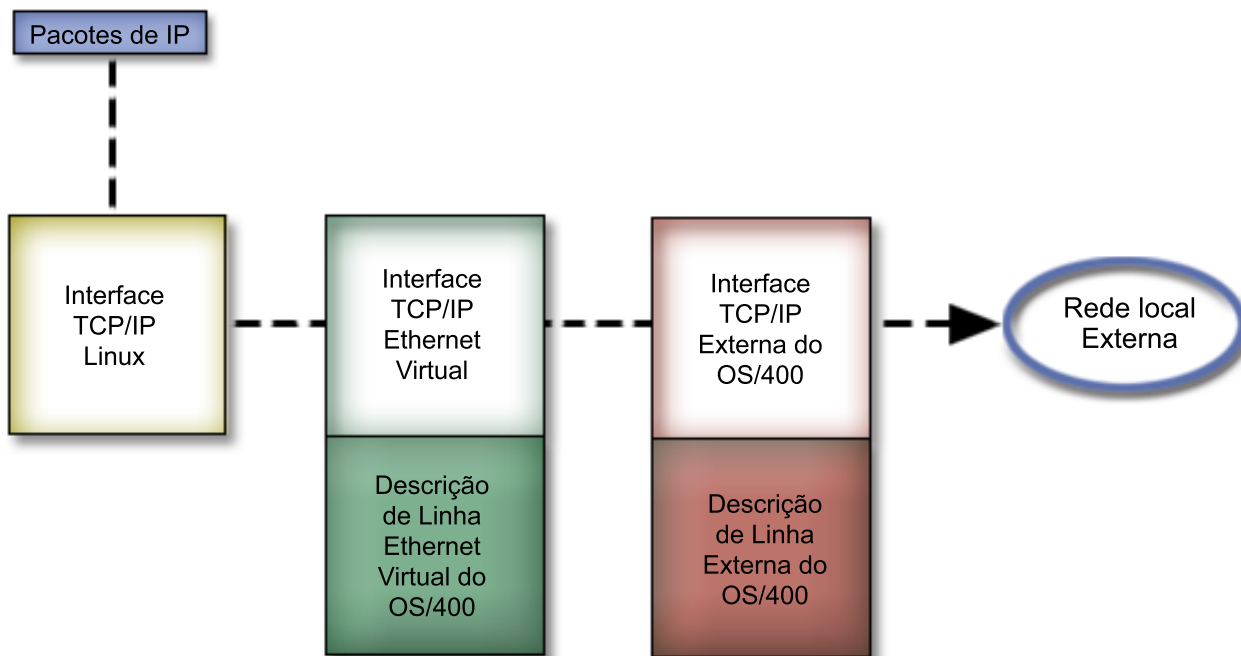 Pacotes de IP
Interface
TCP/IP
Linux
Interface
TCP/IP
Ethernet
Virtual
Descrição
de Linha
Ethernet
Virtual do
OS/400
Interface
TCP/IP
Externa do
OS/400
Descrição
de Linha
Externa do
OS/400
Rede local
Externa